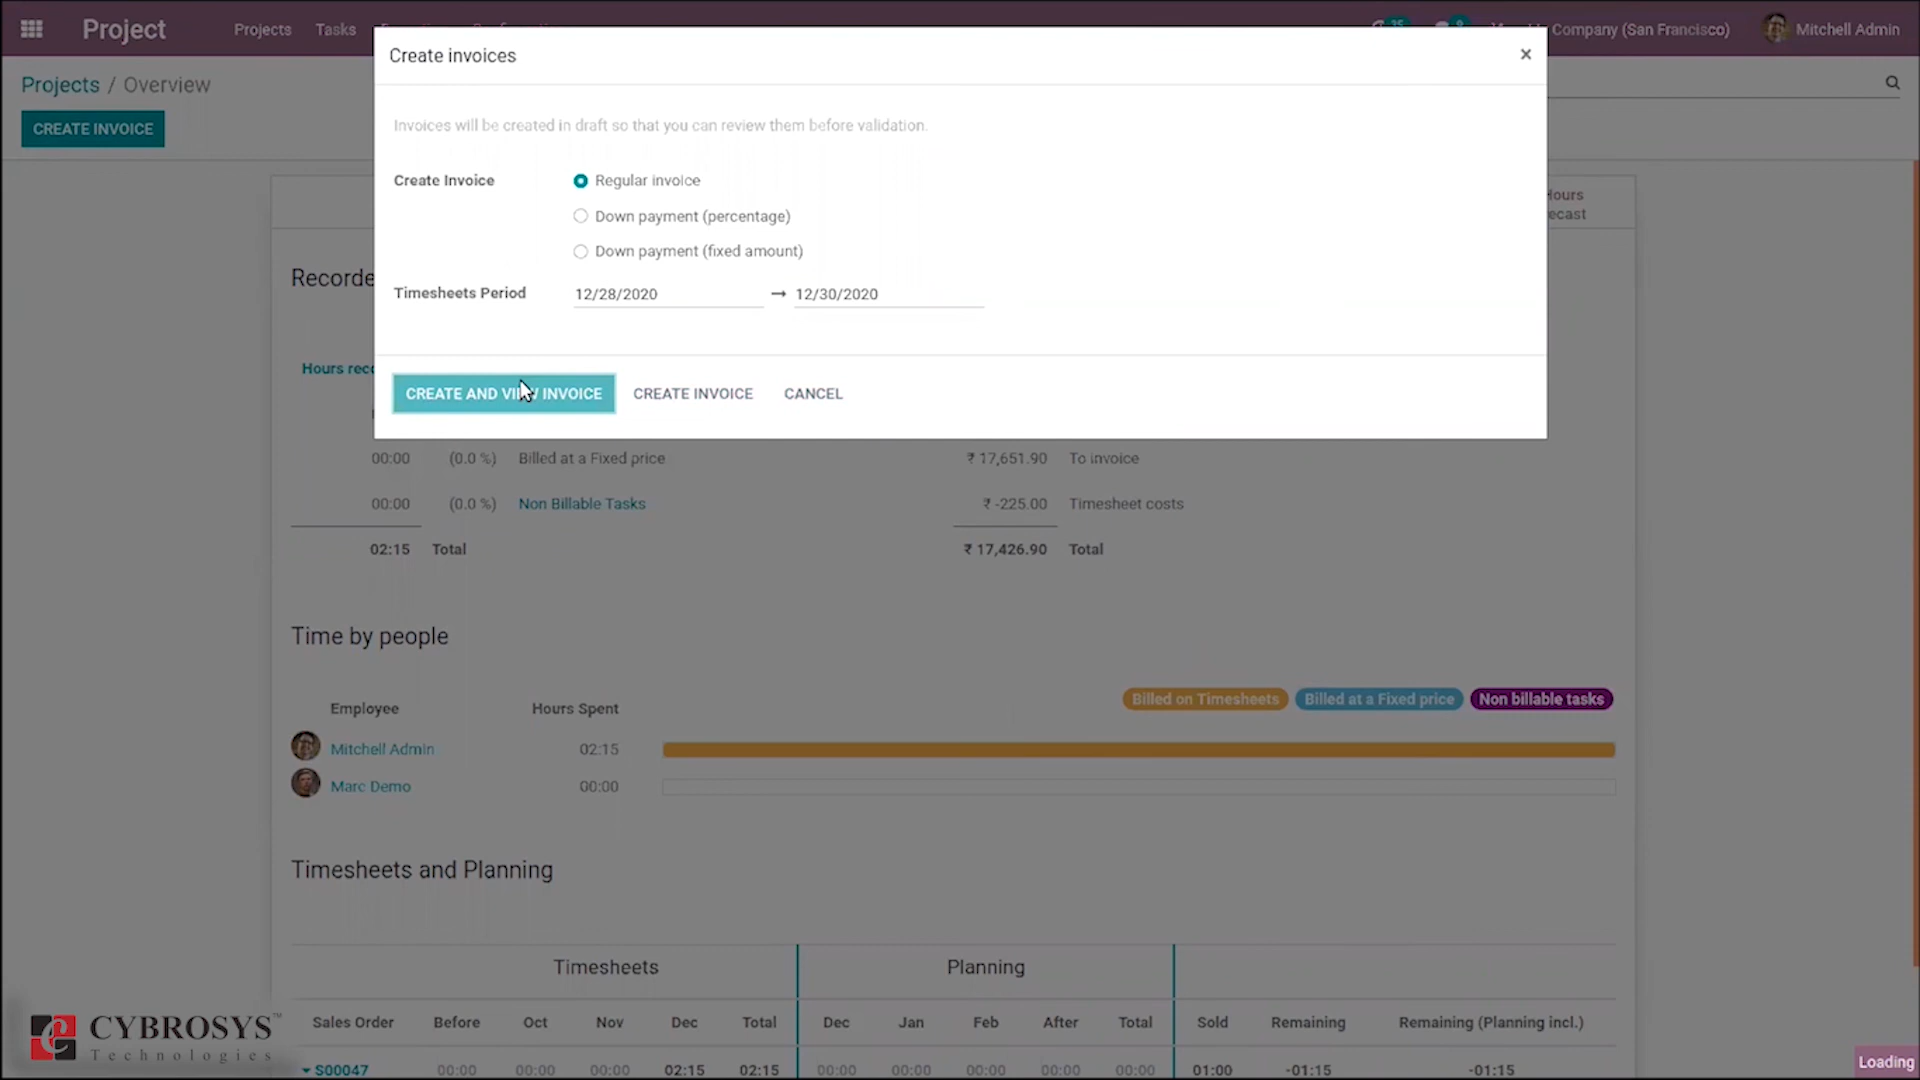 Project
Projects
Tasks
35
9
Company (San Francisco)
Mitchell Admin
Projects / Overview
CREATE INVOICE
Create invoices
×
Invoices will be created in draft so that you can review them before validation.
Create Invoice
Regular invoice
Down payment (percentage)
Down payment (fixed amount)
Timesheets Period
12/28/2020 → 12/30/2020
CREATE AND VIEW INVOICE
CREATE INVOICE
CANCEL
Hours
ecast
Recorde
Hours reco
00:00 (0.0 %) Billed at a Fixed price
₹ 17,651.90 To invoice
00:00 (0.0 %) Non Billable Tasks
₹ -225.00 Timesheet costs
02:15 Total
₹ 17,426.90 Total
Time by people
Billed on Timesheets Billed at a Fixed price Non billable tasks
Employee Hours Spent
Mitchell Admin 02:15
Marc Demo 00:00
Timesheets and Planning
Timesheets Planning
Sales Order Before Oct Nov Dec Total Dec Jan Feb After Total Sold Remaining Remaining (Planning incl.)
S00047 00:00 00:00 00:00 02:15 02:15 00:00 00:00 00:00 00:00 00:00 01:00 -01:15 -01:15
CYBROSYS™
Technologies
Loading